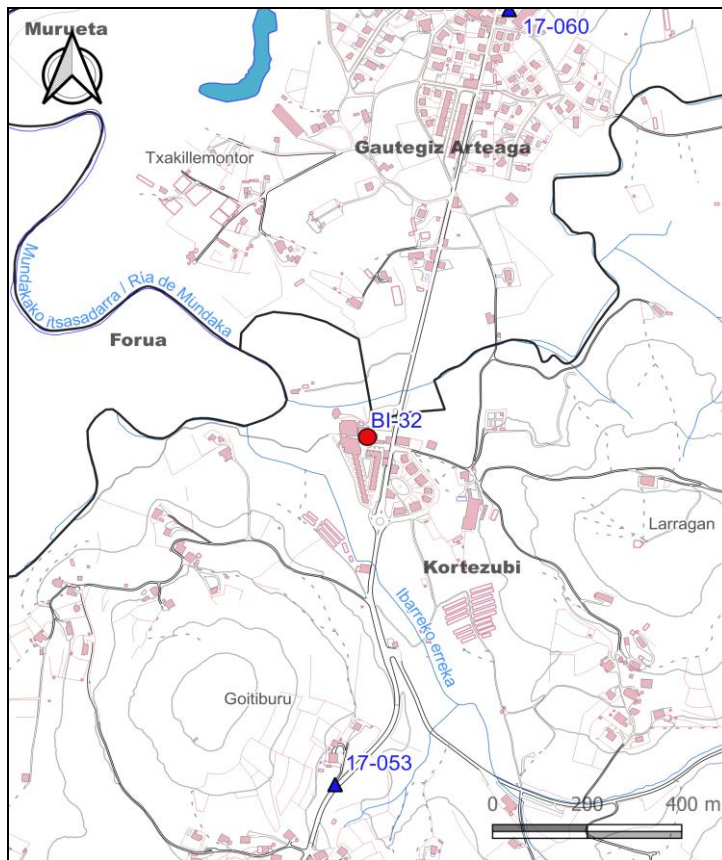 Murueta
17-060
Txakillemontor
Gautegiz Arteaga
Mundakako itsasadarra / Ría de Mundaka
Forua
BI-32
Larragan
Kortezubi
Ibarreko erreka
Goitiburu
17-053
0 200 400 m